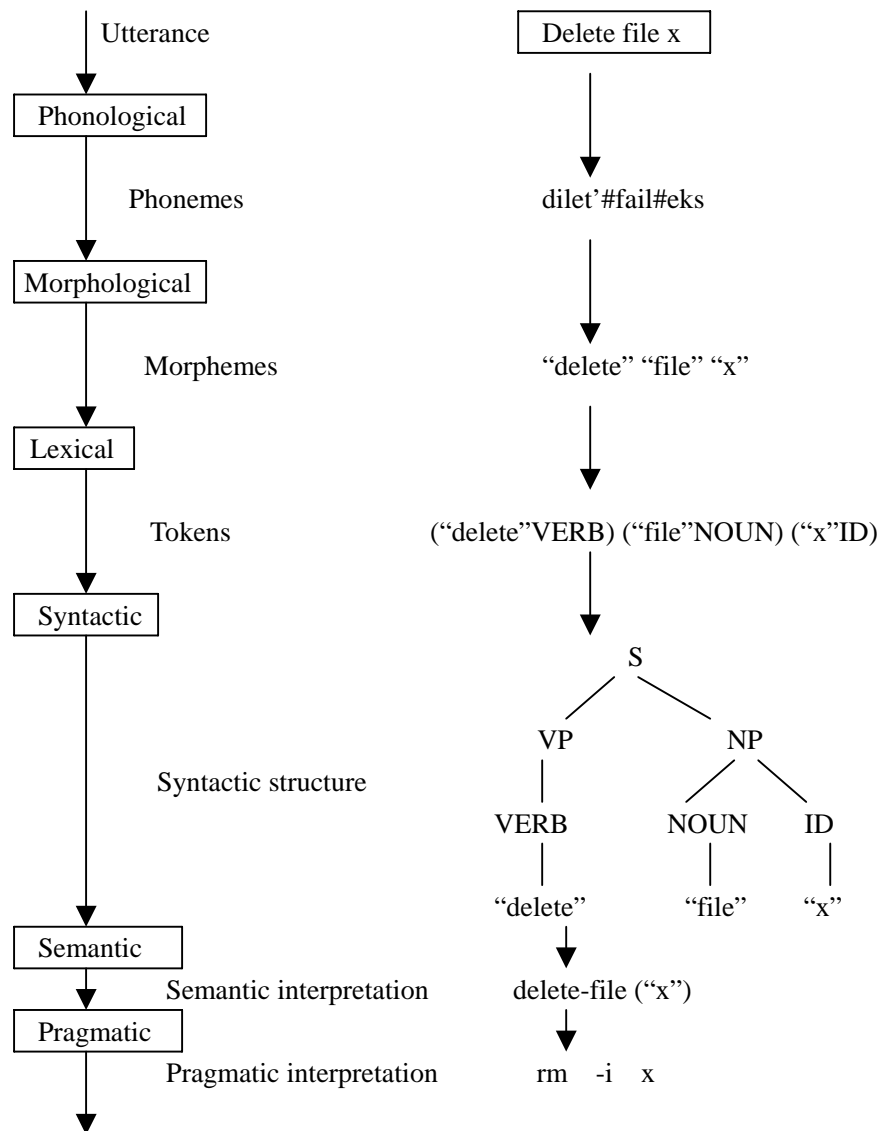 Utterance
Delete file x
Phonological
Phonemes
dilet’#fail#eks
Morphological
Morphemes
“delete” “file” “x”
Lexical
Tokens
(“delete”VERB) (“file”NOUN) (“x”ID)
Syntactic
S
VP NP
Syntactic structure
VERB NOUN ID
“delete” “file” “x”
Semantic
Semantic interpretation
delete-file (“x”)
Pragmatic
Pragmatic interpretation
rm -i x